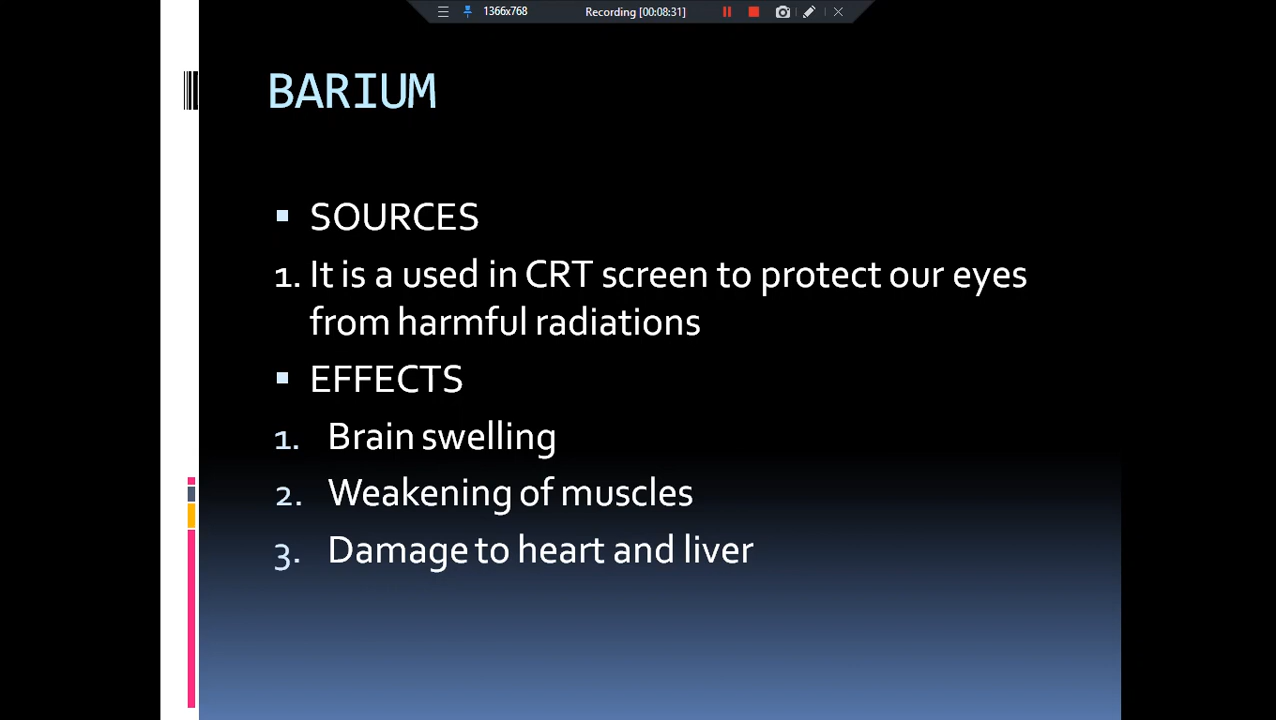 1366x768 Recording [00:08:31]
BARIUM
▪ SOURCES
1. It is a used in CRT screen to protect our eyes
from harmful radiations
▪ EFFECTS
1. Brain swelling
2. Weakening of muscles
3. Damage to heart and liver